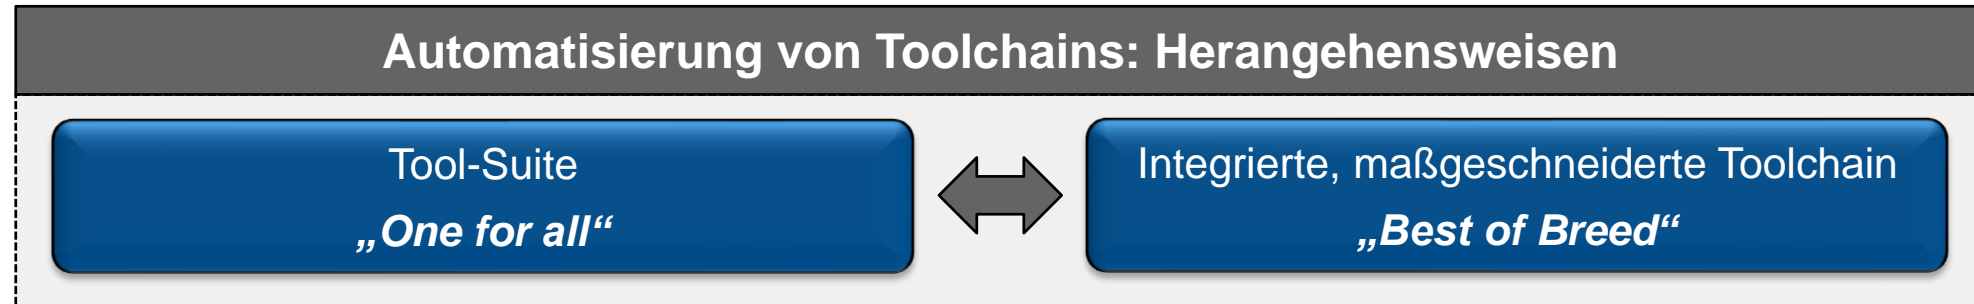 Automatisierung von Toolchains: Herangehensweisen
Tool-Suite
„One for all“
Integrierte, maßgeschneiderte Toolchain
„Best of Breed“